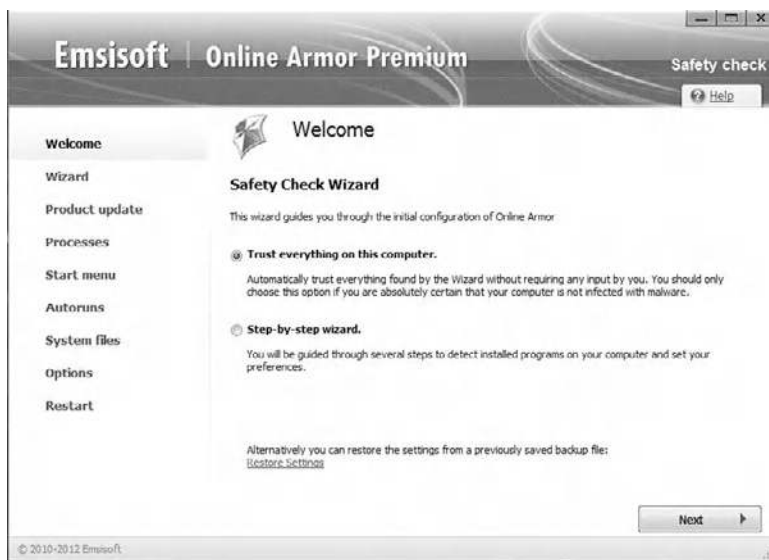 Emsisoft | Online Armor Premium
Safety check
Help
Welcome
Wizard
Product update
Processes
Start menu
Autoruns
System files
Options
Restart
Welcome
Safety Check Wizard
This wizard guides you through the initial configuration of Online Armor
Trust everything on this computer.
Automatically trust everything found by the Wizard without requiring any input by you. You should only
choose this option if you are absolutely certain that your computer is not infected with malware.
Step-by-step wizard.
You will be guided through several steps to detect installed programs on your computer and set your
preferences.
Alternatively you can restore the settings from a previously saved backup file:
Restore Settings
Next
© 2010-2012 Emsisoft